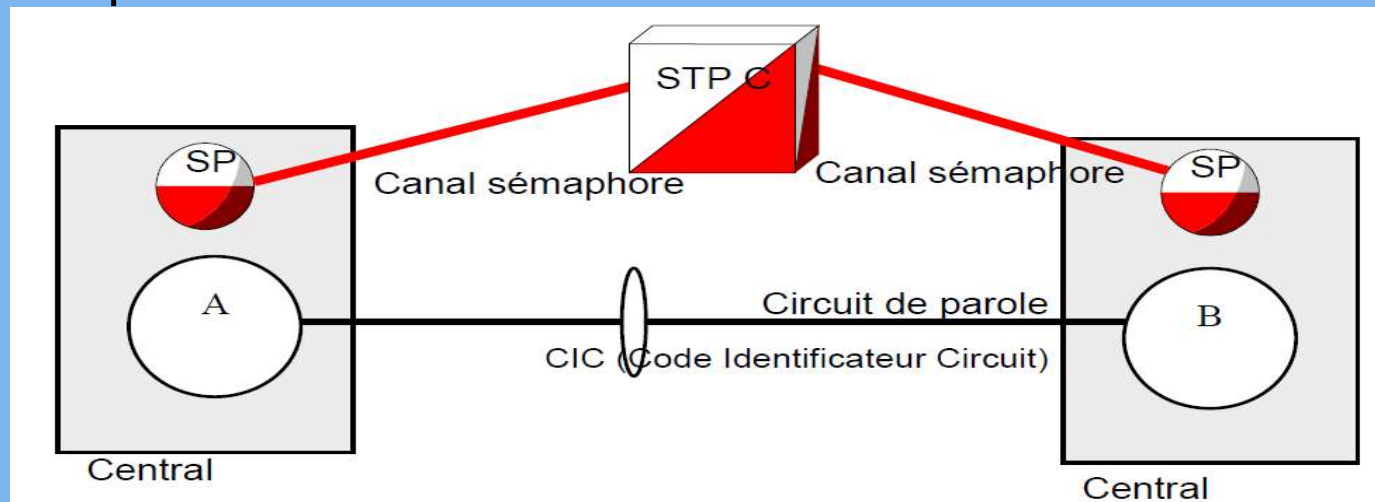 STP C
SP
Canal sémaphore
Canal sémaphore
SP
A
Circuit de parole
B
CIC (Code Identificateur Circuit)
Central
Central